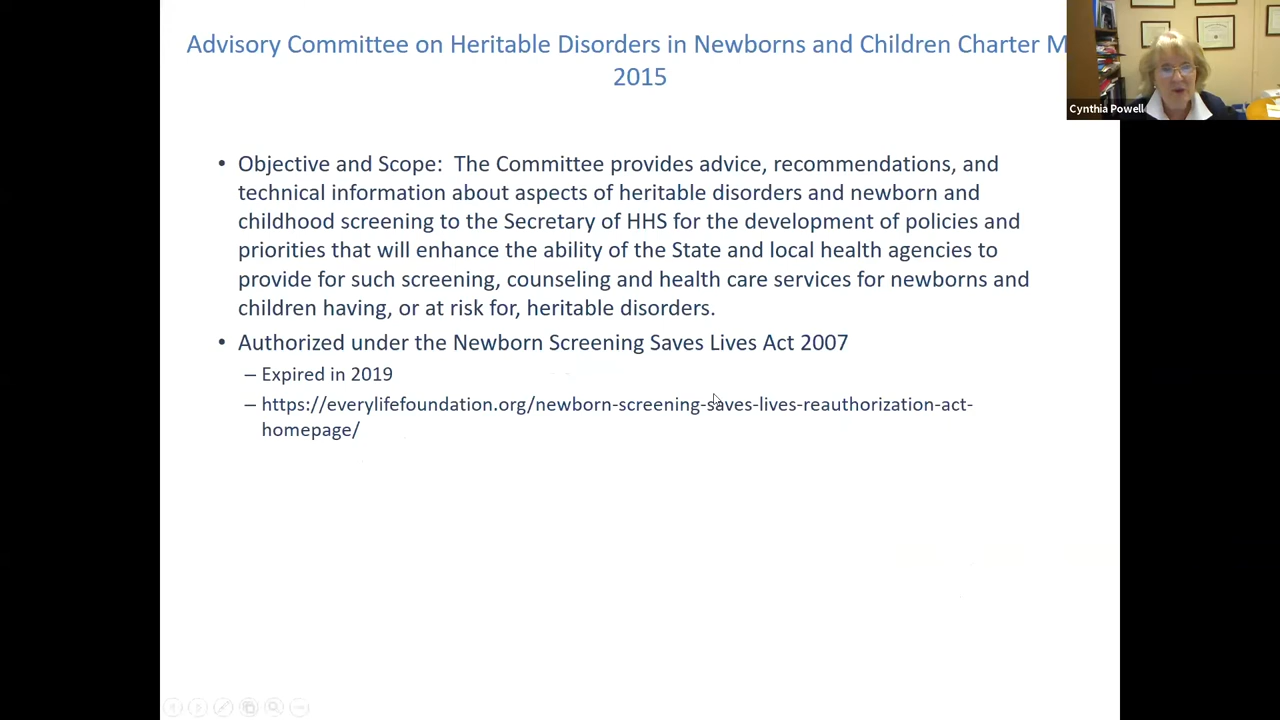 Advisory Committee on Heritable Disorders in Newborns and Children Charter
2015
Cynthia Powell
• Objective and Scope:  The Committee provides advice, recommendations, and
technical information about aspects of heritable disorders and newborn and
childhood screening to the Secretary of HHS for the development of policies and
priorities that will enhance the ability of the State and local health agencies to
provide for such screening, counseling and health care services for newborns and
children having, or at risk for, heritable disorders.
• Authorized under the Newborn Screening Saves Lives Act 2007
– Expired in 2019
– https://everylifefoundation.org/newborn-screening-saves-lives-reauthorization-act-
homepage/